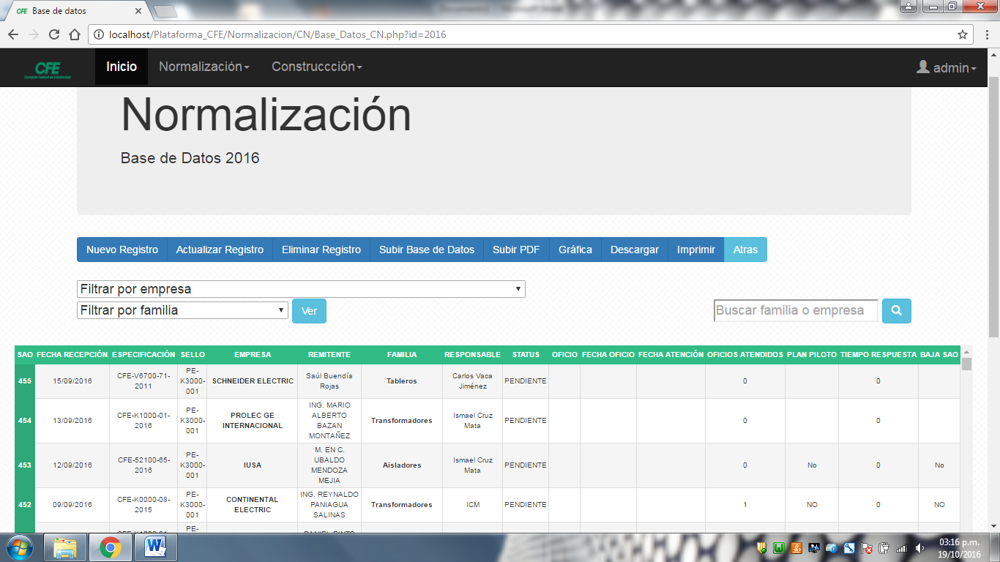 CFE Base de datos
localhost/Plataforma_CFE/Normalizacion/CN/Base_Datos_CN.php?id=2016
CFE
Comisión Federal de Electricidad
Inicio Normalización Construccción admin
Normalización
Base de Datos 2016
Nuevo Registro Actualizar Registro Eliminar Registro Subir Base de Datos Subir PDF Gráfica Descargar Imprimir Atras
Filtrar por empresa
Filtrar por familia Ver Buscar familia o empresa
SAO FECHA RECEPCIÓN ESPECIFICACIÓN SELLO EMPRESA REMITENTE FAMILIA RESPONSABLE STATUS OFICIO FECHA OFICIO FECHA ATENCIÓN OFICIOS ATENDIDOS PLAN PILOTO TIEMPO RESPUESTA BAJA SAO
455 15/09/2016 CFE-V6700-71-2011 PE-K3000-001 SCHNEIDER ELECTRIC Saúl Buendía Rojas Tableros Carlos Vaca Jiménez PENDIENTE 0 0
454 13/09/2016 CFE-K1000-01-2016 PE-K3000-001 PROLEC GE INTERNACIONAL ING. MARIO ALBERTO BAZAN MONTAÑEZ Transformadores Ismael Cruz Mata PENDIENTE 0 0
453 12/09/2016 CFE-52100-65-2016 PE-K3000-001 IUSA M. EN C. UBALDO MENDOZA MEJIA Aisladores Ismael Cruz Mata PENDIENTE 0 No 0 No
452 09/09/2016 CFE-K0000-08-2015 PE-K3000-001 CONTINENTAL ELECTRIC ING. REYNALDO PANIAGUA SALINAS Transformadores ICM PENDIENTE 1 NO 0 NO
PE-
03:16 p.m.
19/10/2016